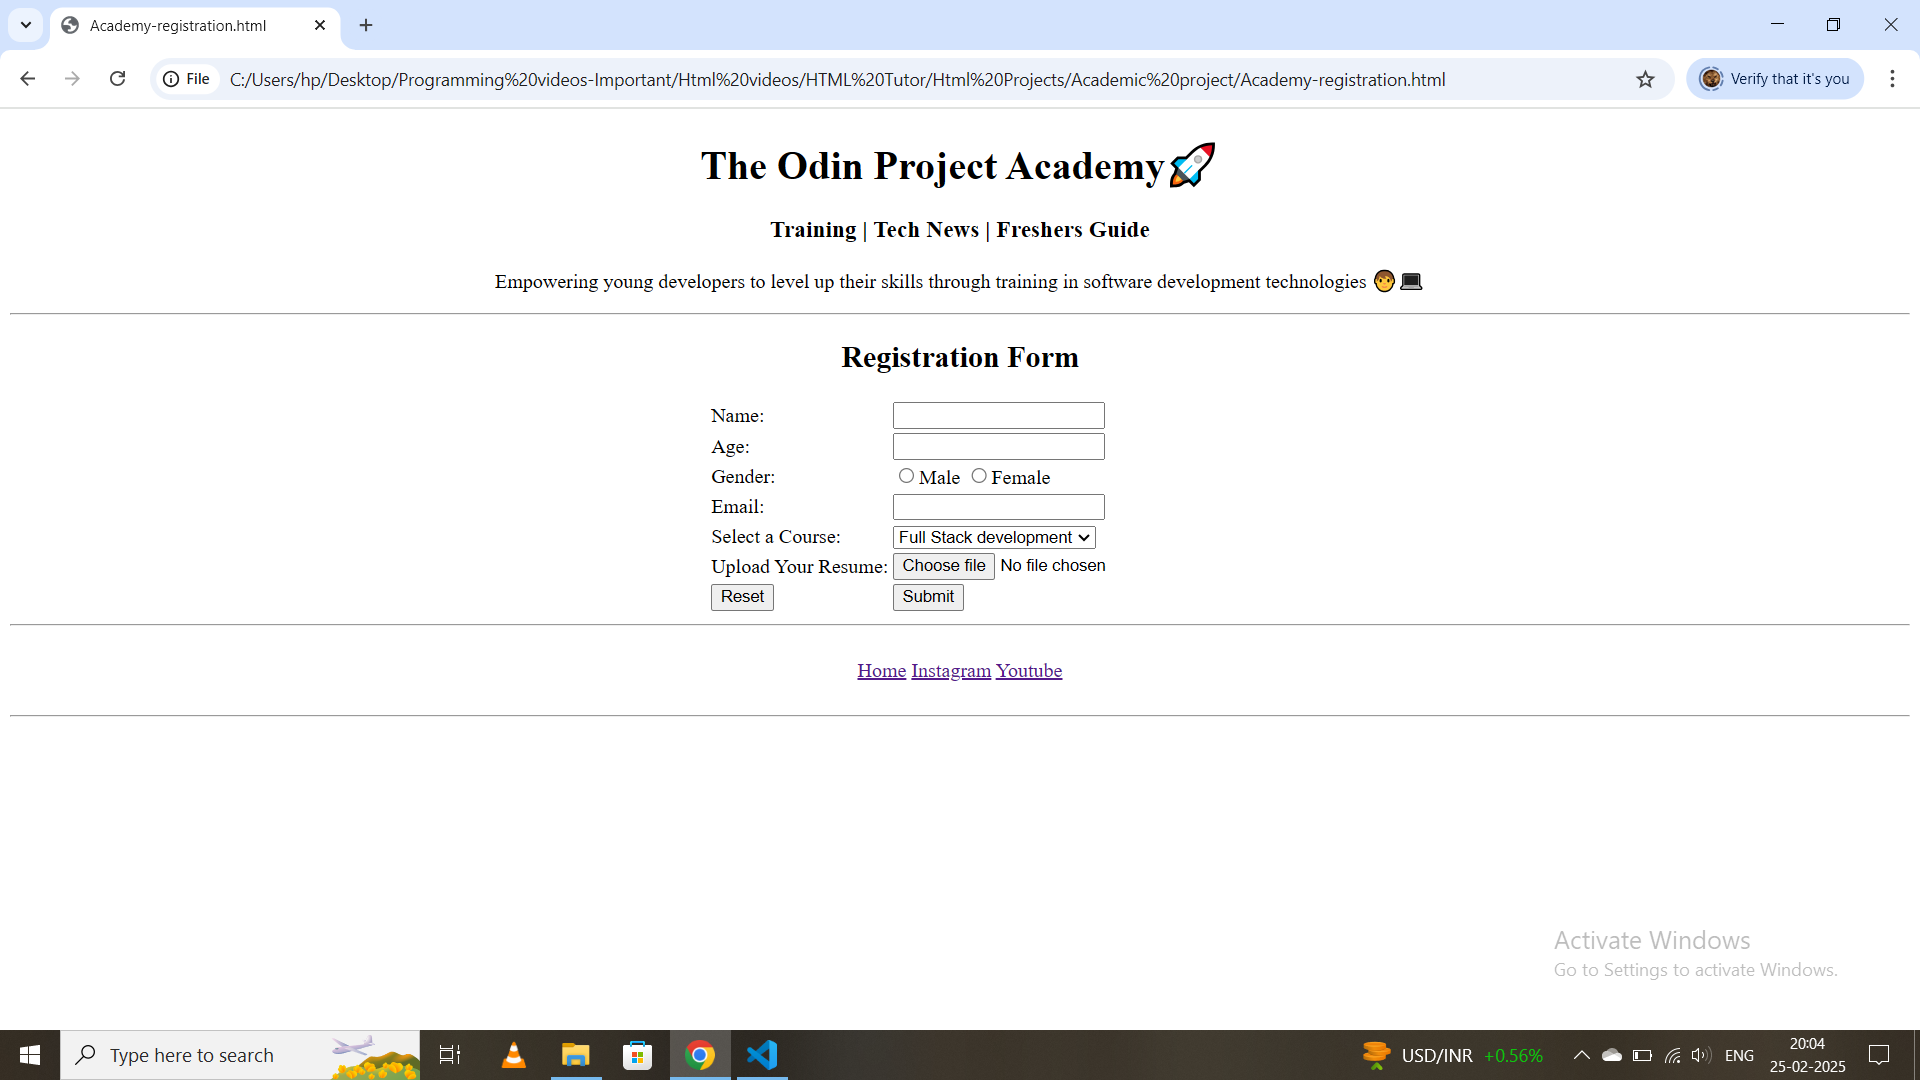 Academy-registration.html
File C:/Users/hp/Desktop/Programming%20videos-Important/Html%20videos/HTML%20Tutor/Html%20Projects/Academic%20project/Academy-registration.html Verify that it's you
The Odin Project Academy🚀
Training | Tech News | Freshers Guide
Empowering young developers to level up their skills through training in software development technologies 🧑💻
Registration Form
Name:
Age:
Gender: Male Female
Email:
Select a Course: Full Stack development
Upload Your Resume: Choose file No file chosen
Reset Submit
Home Instagram Youtube
Activate Windows
Go to Settings to activate Windows.
Type here to search USD/INR +0.56% ENG 20:04
25-02-2025